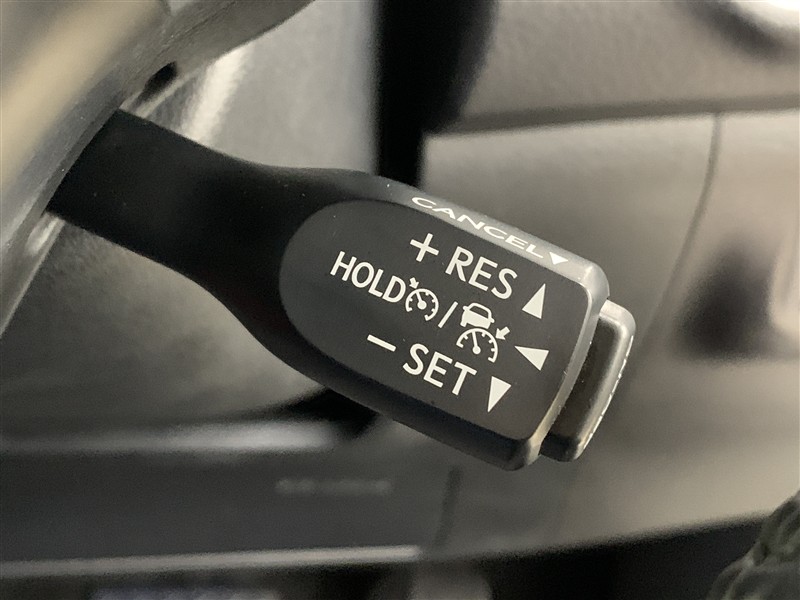 CANCEL▼
+ RES ▲
HOLD / ◀
− SET ▼